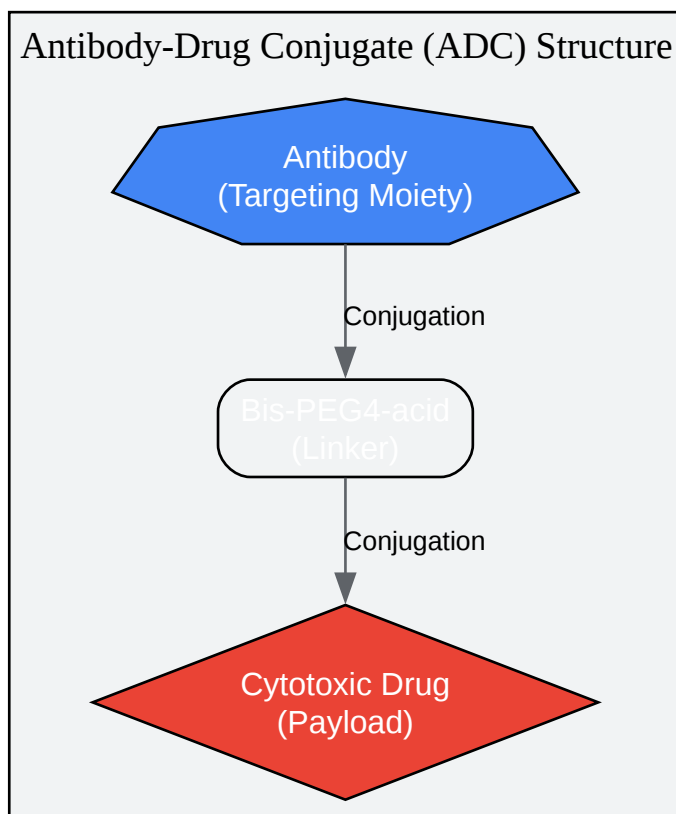 Antibody-Drug Conjugate (ADC) Structure
Antibody
(Targeting Moiety)
Conjugation
Bis-PEG4-acid
(Linker)
Conjugation
Cytotoxic Drug
(Payload)